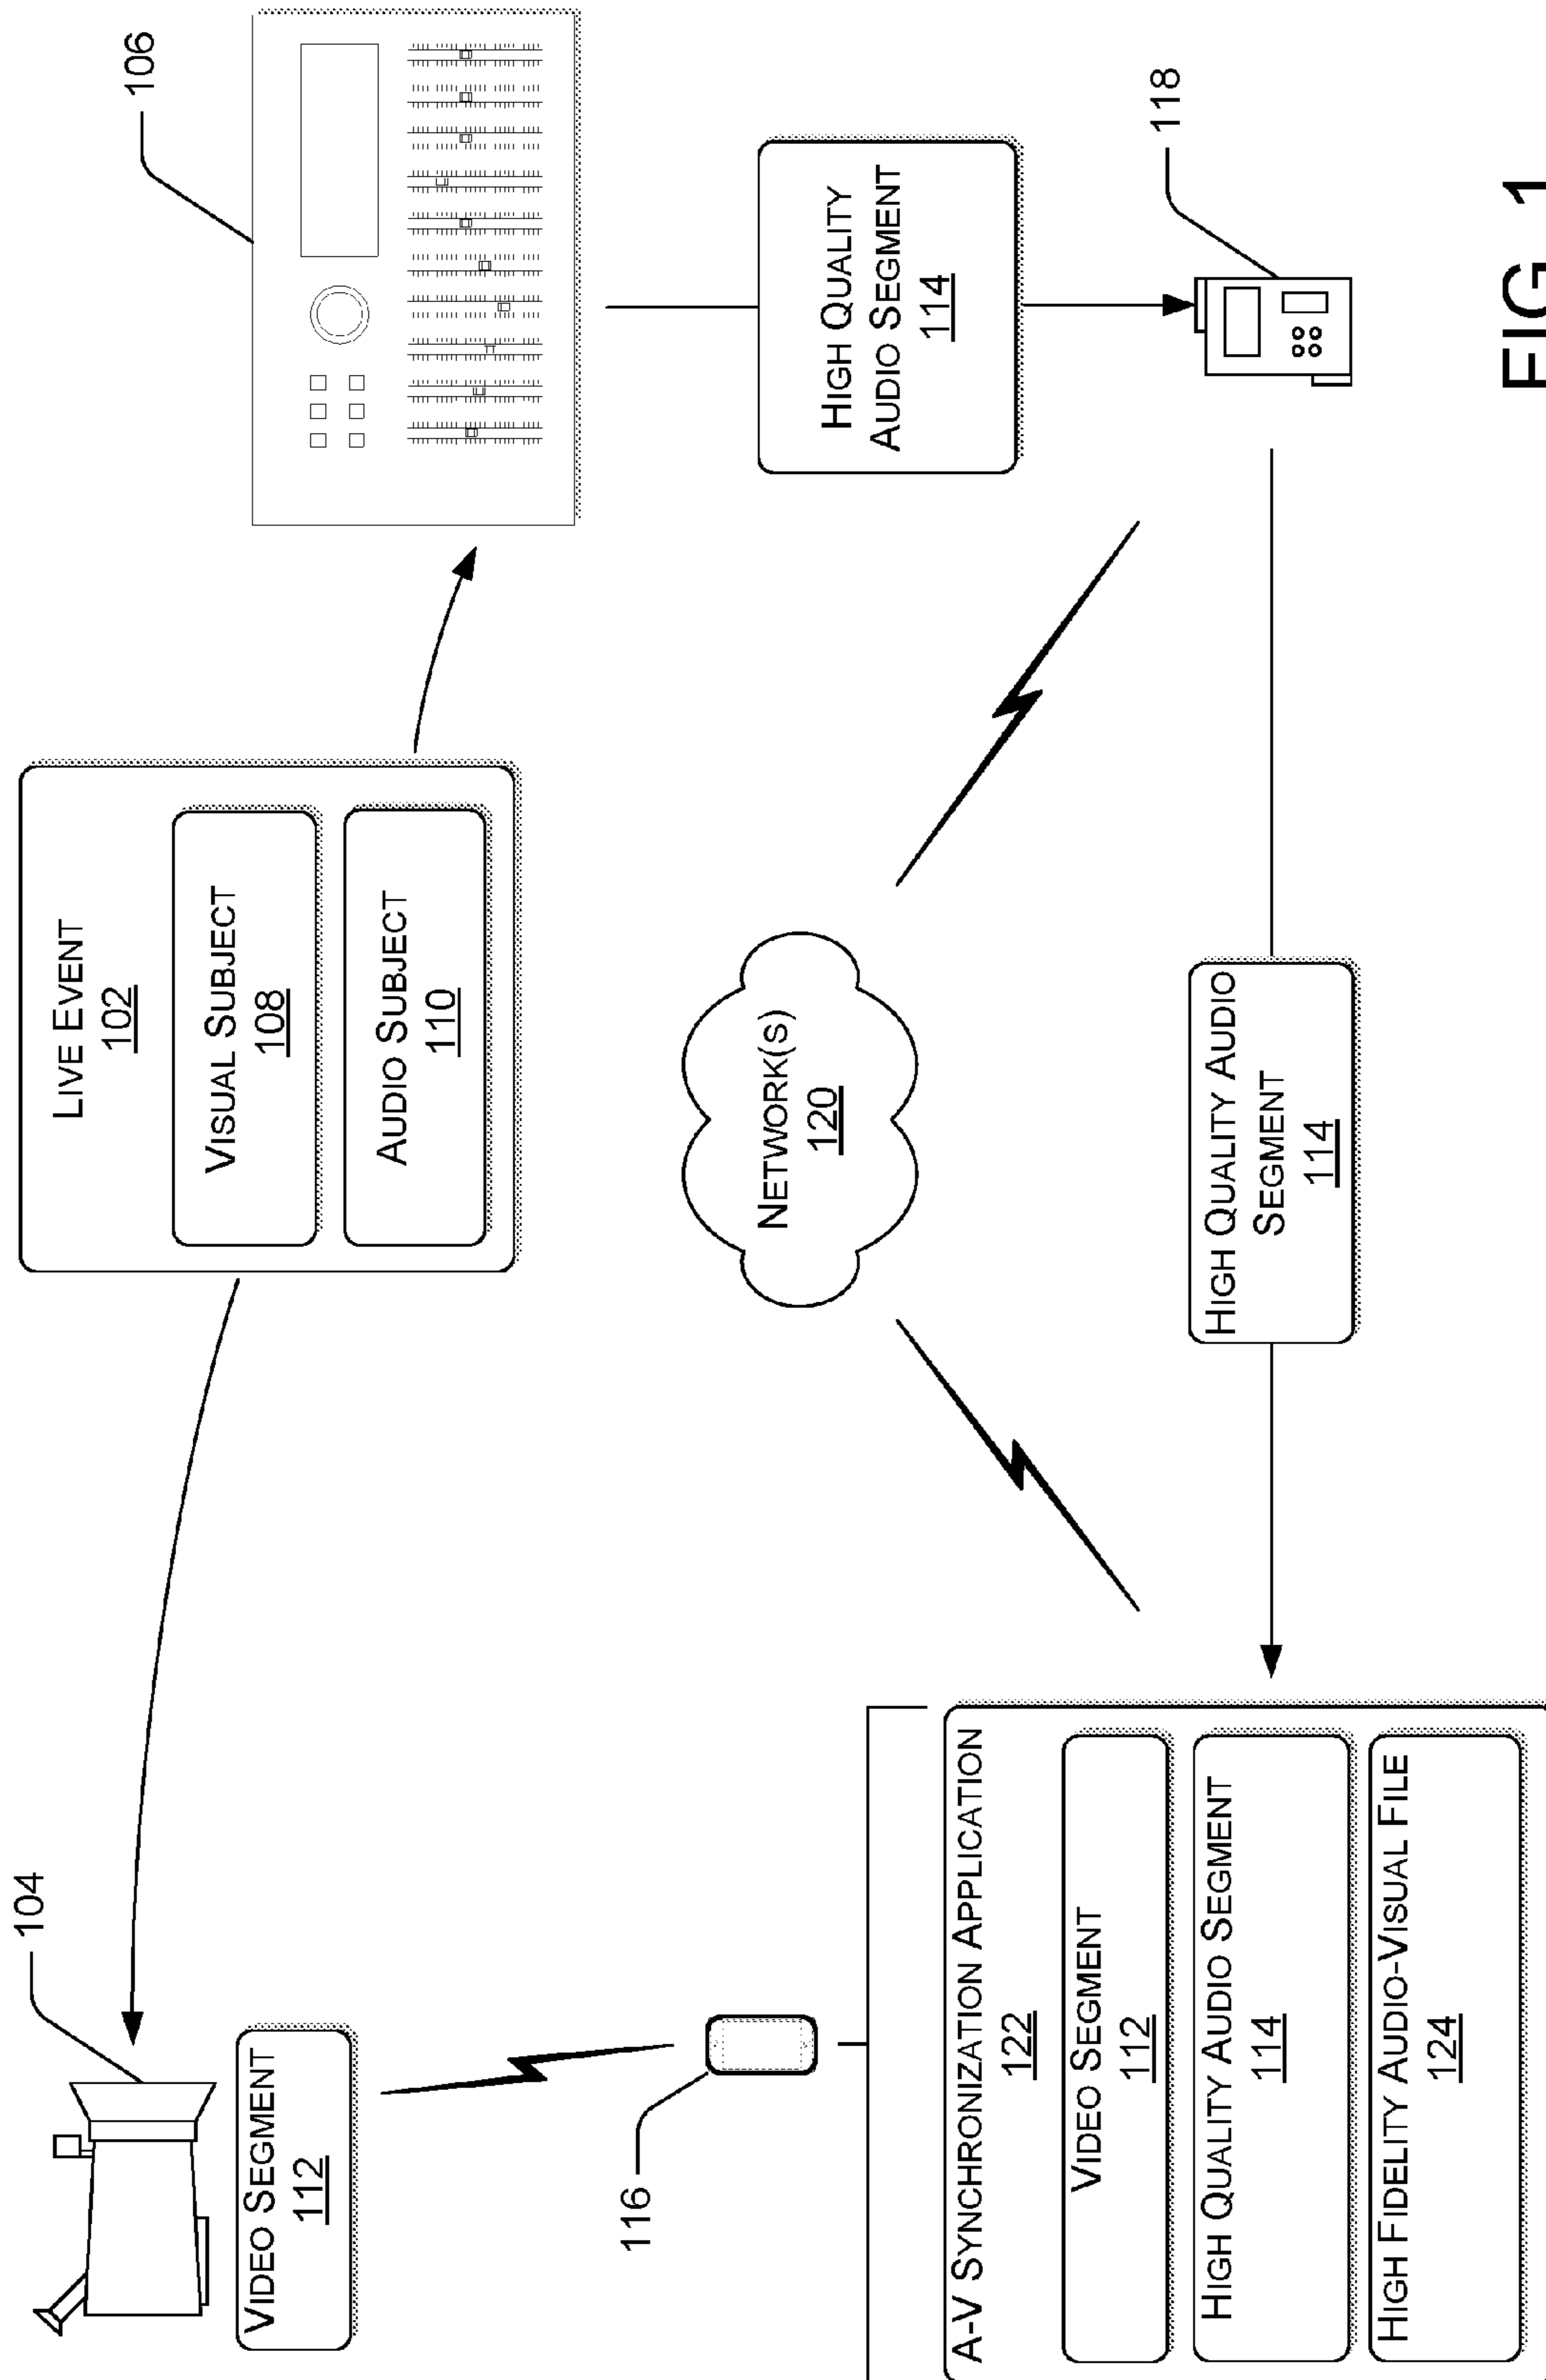 104
LIVE EVENT
102
VISUAL SUBJECT
108
AUDIO SUBJECT
110
106
VIDEO SEGMENT
112
116
NETWORK(S)
120
HIGH QUALITY
AUDIO SEGMENT
114
118
A-V SYNCHRONIZATION APPLICATION
122
VIDEO SEGMENT
112
HIGH QUALITY AUDIO SEGMENT
114
HIGH FIDELITY AUDIO-VISUAL FILE
124
HIGH QUALITY AUDIO
SEGMENT
114
FIG. 1